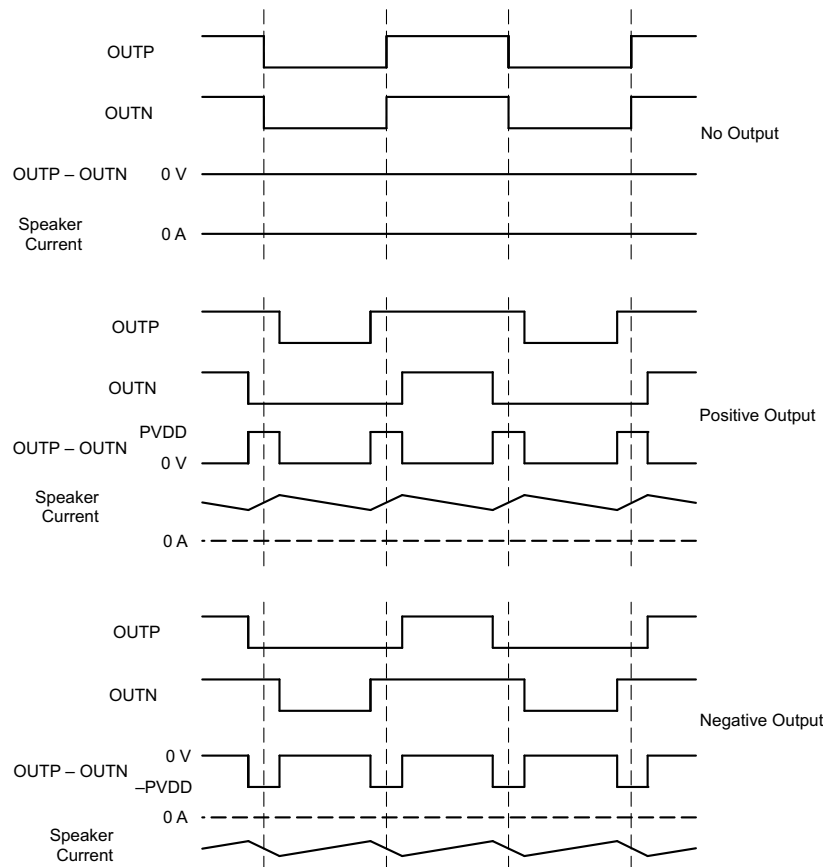 OUTP
OUTN
No Output
OUTP – OUTN 0 V
Speaker
Current
0 A
OUTP
OUTN
Positive Output
PVDD
OUTP – OUTN
0 V
Speaker
Current
0 A
OUTP
OUTN
Negative Output
0 V
OUTP – OUTN
–PVDD
0 A
Speaker
Current